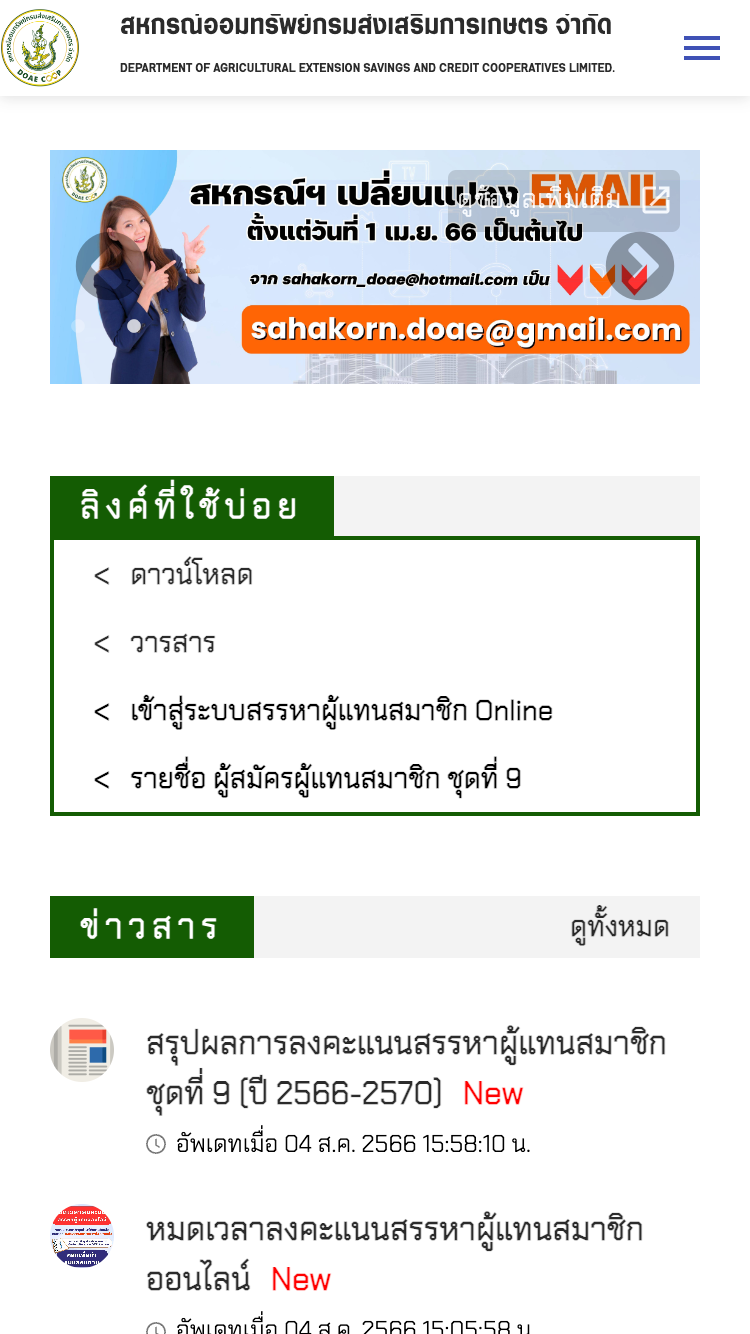 สหกรณ์ออมทรัพย์กรมส่งเสริมการเกษตร จำกัด
DEPARTMENT OF AGRICULTURAL EXTENSION SAVINGS AND CREDIT COOPERATIVES LIMITED.
DOAE COOP
สหกรณ์ฯ เปลี่ยนแปลง EMAIL
ดูข้อมูลเพิ่มเติม
ตั้งแต่วันที่ 1 เม.ย. 66 เป็นต้นไป
จาก sahakorn_doae@hotmail.com เป็น
sahakorn.doae@gmail.com
ลิงค์ที่ใช้บ่อย
< ดาวน์โหลด
< วารสาร
< เข้าสู่ระบบสรรหาผู้แทนสมาชิก Online
< รายชื่อ ผู้สมัครผู้แทนสมาชิก ชุดที่ 9
ข่าวสาร ดูทั้งหมด
สรุปผลการลงคะแนนสรรหาผู้แทนสมาชิก
ชุดที่ 9 (ปี 2566-2570) New
อัพเดทเมื่อ 04 ส.ค. 2566 15:58:10 น.
หมดเวลาลงคะแนนสรรหาผู้แทนสมาชิก
ออนไลน์ New
อัพเดทเมื่อ 04 ส.ค. 2566 15:05:58 น.